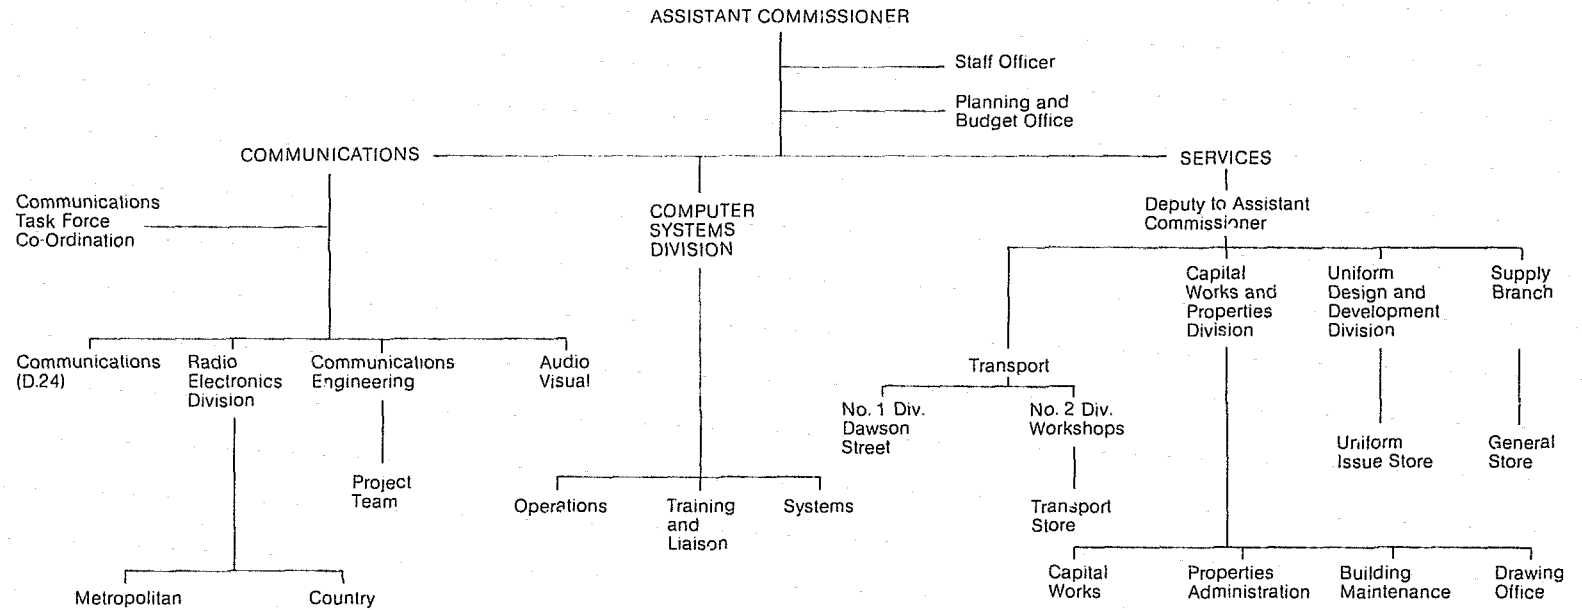 ASSISTANT COMMISSIONER
Staff Officer
Planning and
Budget Office
COMMUNICATIONS
SERVICES
Communications
Task Force
Co-Ordination
COMPUTER
SYSTEMS
DIVISION
Deputy to Assistant
Commissioner
Capital
Works and
Properties
Division
Uniform
Design and
Development
Division
Supply
Branch
Communications
(D.24)
Radio
Electronics
Division
Communications
Engineering
Audio
Visual
Transport
No. 1 Div.
Dawson
Street
No. 2 Div.
Workshops
Uniform
Issue Store
General
Store
Project
Team
Operations
Training
and
Liaison
Systems
Transport
Store
Metropolitan
Country
Capital
Works
Properties
Administration
Building
Maintenance
Drawing
Office